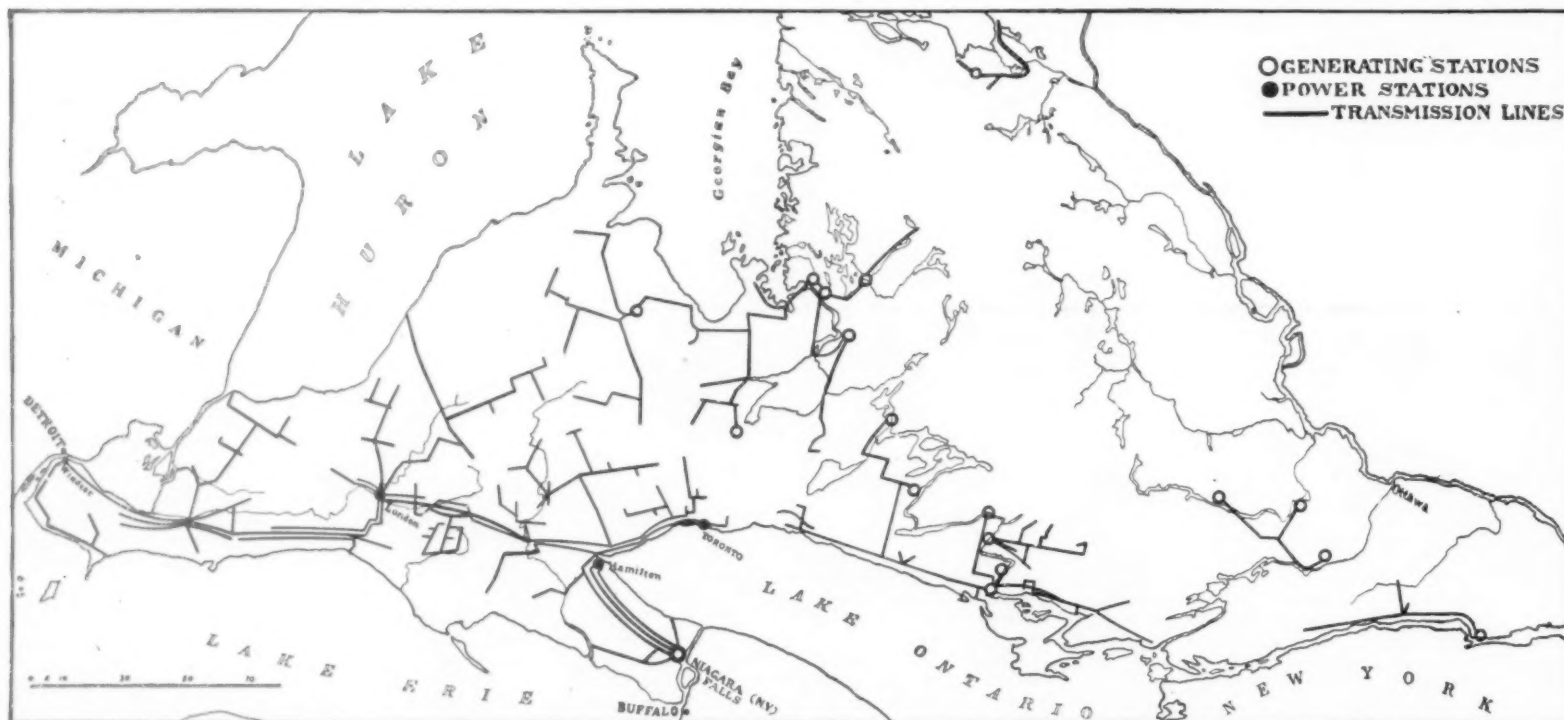 GENERATING STATIONS
POWER STATIONS
TRANSMISSION LINES
LAKE
HURON
Georgian Bay
MICHIGAN
DETROIT
Windsor
London
TORONTO
Hamilton
OTTAWA
LAKE ONTARIO
LAKE ERIE
NIAGARA (NY)
FALLS
BUFFALO
NEW YORK